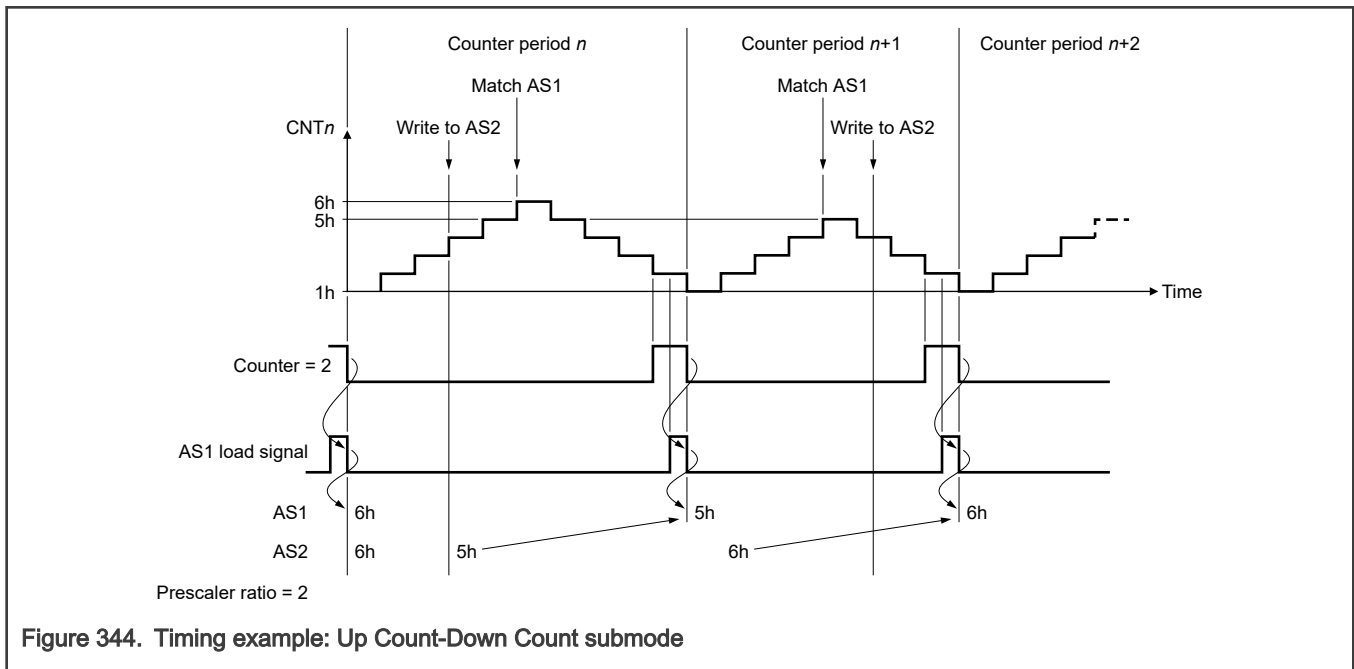 Counter period n
Counter period n+1
Counter period n+2
Match AS1
Match AS1
CNTn
Write to AS2
Write to AS2
6h
5h
1h
Time
Counter = 2
AS1 load signal
AS1
6h
5h
6h
AS2
6h
5h
6h
Prescaler ratio = 2
Figure 344. Timing example: Up Count-Down Count submode